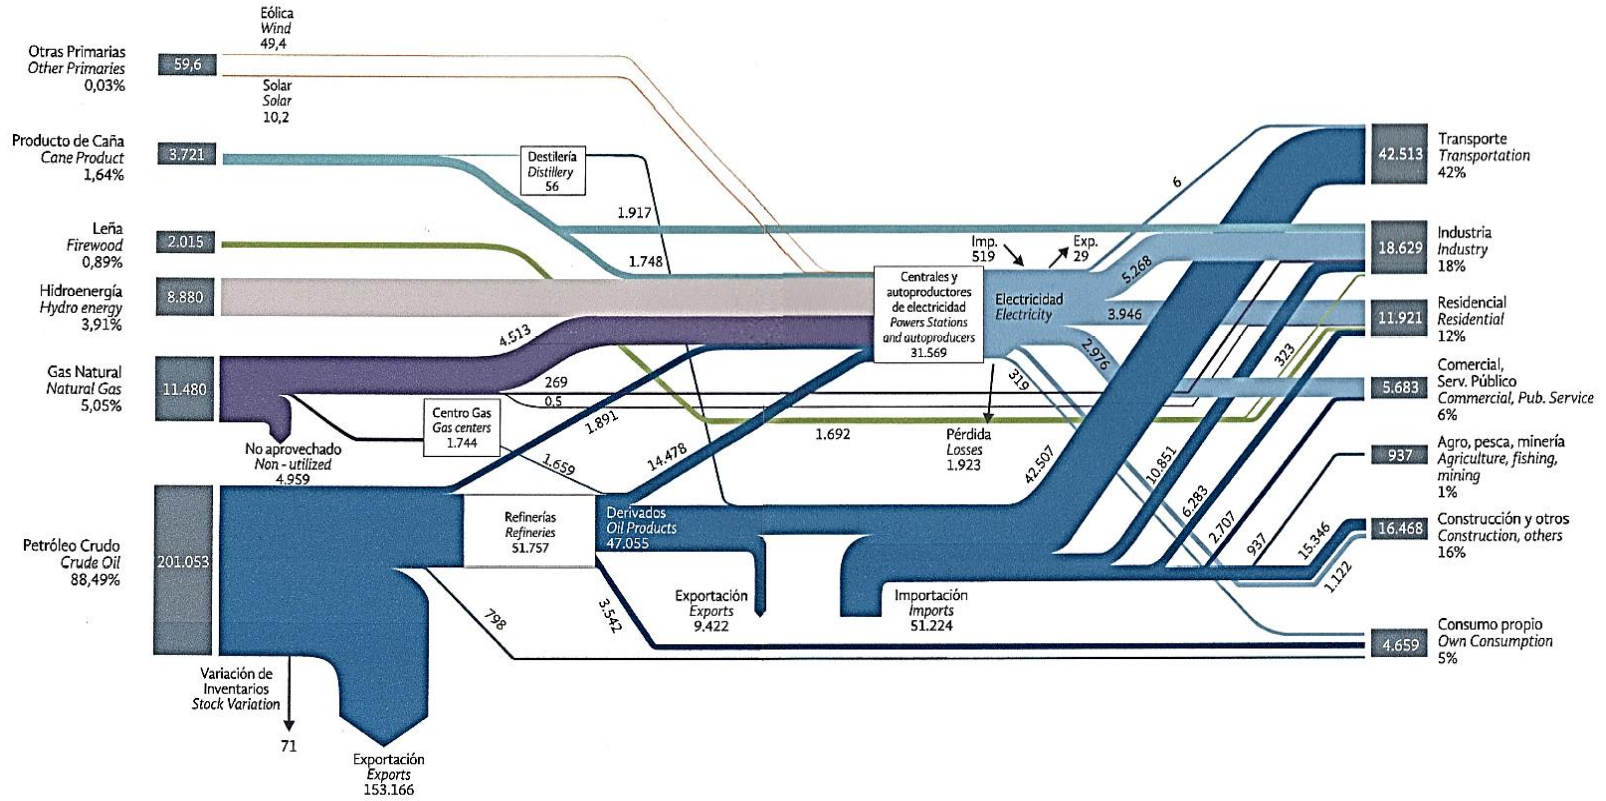 Eólica
Wind
49,4
Otras Primarias
Other Primaries
0,03%
59,6
Solar
Solar
10,2
Producto de Caña
Cane Product
1,64%
3.721
Destilería
Distillery
56
1.917
1.748
Leña
Firewood
0,89%
2.015
Hidroenergía
Hydro energy
3,91%
8.880
4.513
Gas Natural
Natural Gas
5,05%
11.480
269
0,5
Centro Gas
Gas centers
1.744
No aprovechado
Non - utilized
4.959
1.891
1.659
14.478
1.692
Petróleo Crudo
Crude Oil
88,49%
201.053
Refinerías
Refineries
51.757
Derivados
Oil Products
47.055
798
3.542
Variación de
Inventarios
Stock Variation
71
Exportación
Exports
153.166
Exportación
Exports
9.422
Importación
Imports
51.224
Centrales y
autoproductores
de electricidad
Powers Stations
and autoproducers
31.569
Imp.
519
Exp.
29
Electricidad
Electricity
Pérdida
Losses
1.923
6
5.268
3.946
2.976
319
323
42.507
10.851
6.283
2.707
937
15.346
1.122
42.513
Transporte
Transportation
42%
18.629
Industria
Industry
18%
11.921
Residencial
Residential
12%
5.683
Comercial,
Serv. Público
Commercial, Pub. Service
6%
937
Agro, pesca, minería
Agriculture, fishing,
mining
1%
16.468
Construcción y otros
Construction, others
16%
4.659
Consumo propio
Own Consumption
5%